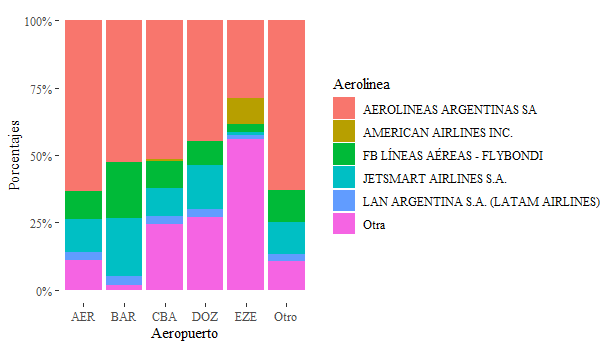 100%
75%
50%
25%
0%
Porcentajes
AER BAR CBA DOZ EZE Otro
Aeropuerto
Aerolinea
AEROLINEAS ARGENTINAS SA
AMERICAN AIRLINES INC.
FB LÍNEAS AÉREAS - FLYBONDI
JETSMART AIRLINES S.A.
LAN ARGENTINA S.A. (LATAM AIRLINES)
Otra